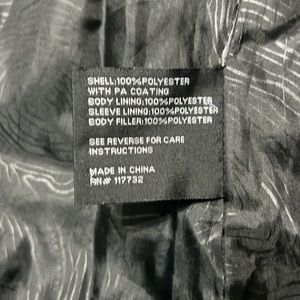 SHELL:100%POLYESTER
WITH PA COATING
BODY LINING:100%POLYESTER
SLEEVE LINING:100%POLYESTER
BODY FILLER:100%POLYESTER
SEE REVERSE FOR CARE
INSTRUCTIONS
MADE IN CHINA
RN# 117732